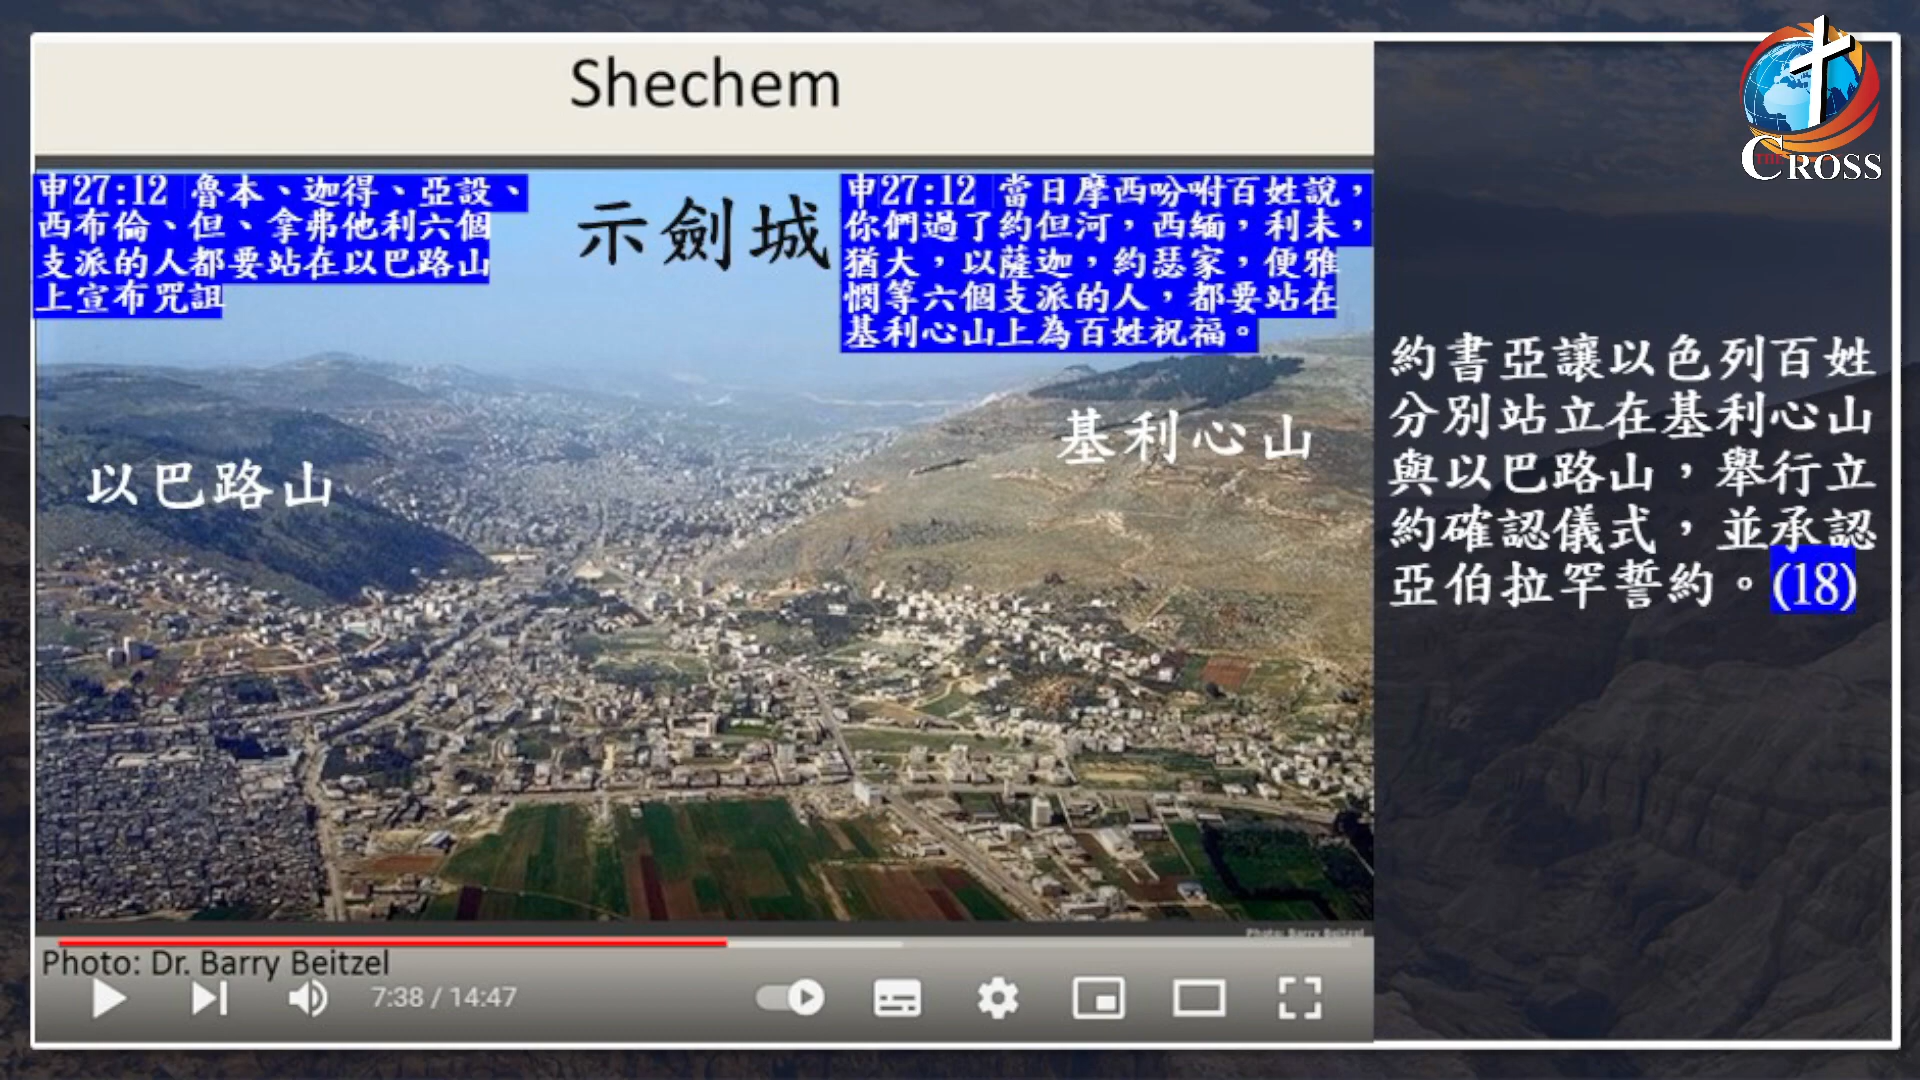 Shechem
申27:12 魯本、迦得、亞設、
西布倫、但、拿弗他利六個
支派的人都要站在以巴路山
上宣布咒詛
示劍城
申27:12 當日摩西吩咐百姓說，
你們過了約但河，西緬，利未，
猶大，以薩迦，約瑟家，便雅
憫等六個支派的人，都要站在
基利心山上為百姓祝福。
以巴路山
基利心山
Photo: Barry Beitzel
Photo: Dr. Barry Beitzel
7:38 / 14:47
THE CROSS
約書亞讓以色列百姓
分別站立在基利心山
與以巴路山，舉行立
約確認儀式，並承認
亞伯拉罕誓約。(18)